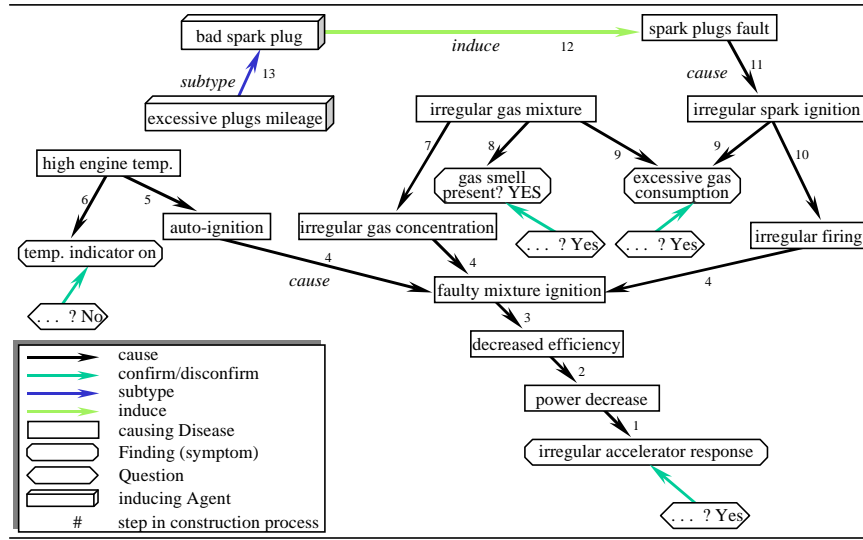 bad spark plug
induce
12
spark plugs fault
13
subtype
11
cause
excessive plugs mileage
irregular gas mixture
irregular spark ignition
7
8
9
9
10
high engine temp.
gas smell
present? YES
excessive gas
consumption
6
5
auto-ignition
irregular gas concentration
irregular firing
temp. indicator on
. . . ? Yes
. . . ? Yes
4
4
4
cause
faulty mixture ignition
. . . ? No
3
decreased efficiency
2
power decrease
1
irregular accelerator response
. . . ? Yes
cause
confirm/disconfirm
subtype
induce
causing Disease
Finding (symptom)
Question
inducing Agent
# step in construction process